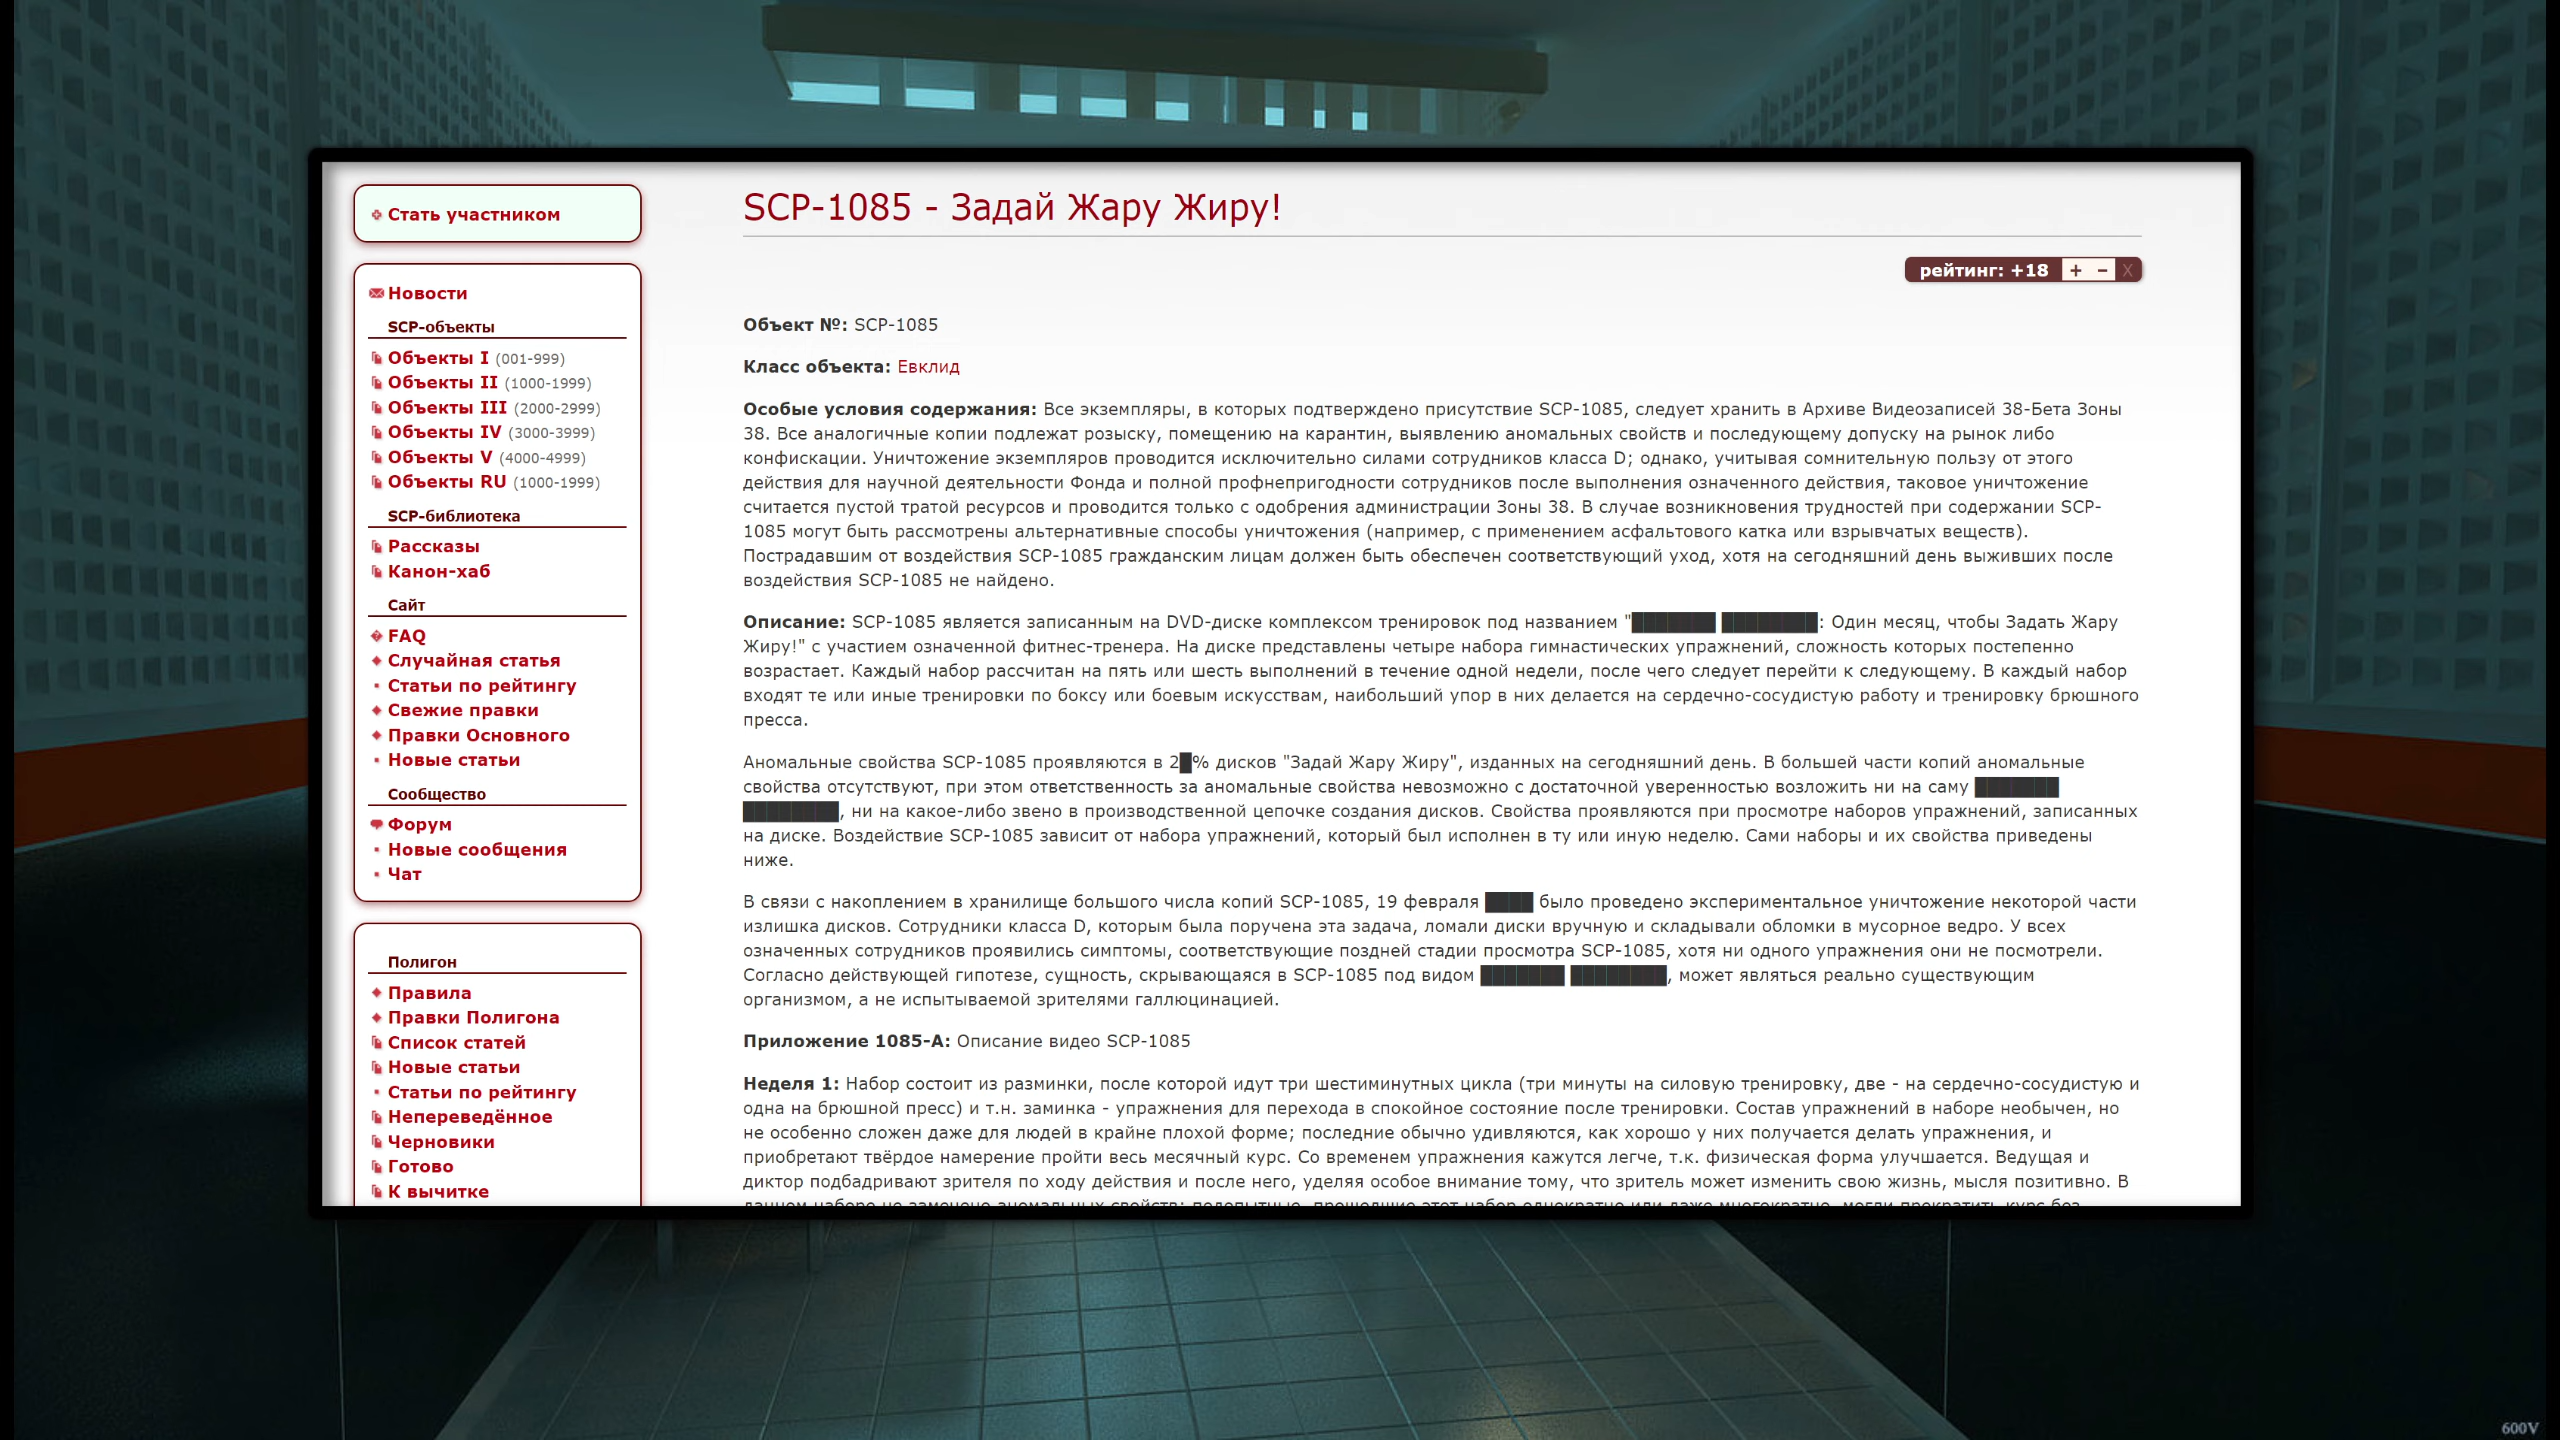 Стать участником
Новости
SCP-объекты
Объекты I (001-999)
Объекты II (1000-1999)
Объекты III (2000-2999)
Объекты IV (3000-3999)
Объекты V (4000-4999)
Объекты RU (1000-1999)
SCP-библиотека
Рассказы
Канон-хаб
Сайт
FAQ
Случайная статья
Статьи по рейтингу
Свежие правки
Правки Основного
Новые статьи
Сообщество
Форум
Новые сообщения
Чат
Полигон
Правила
Правки Полигона
Список статей
Новые статьи
Статьи по рейтингу
Непереведённое
Черновики
Готово
К вычитке
SCP-1085 - Задай Жару Жиру!
рейтинг: +18 + − X
Объект №: SCP-1085
Класс объекта: Евклид
Особые условия содержания: Все экземпляры, в которых подтверждено присутствие SCP-1085, следует хранить в Архиве Видеозаписей 38-Бета Зоны
38. Все аналогичные копии подлежат розыску, помещению на карантин, выявлению аномальных свойств и последующему допуску на рынок либо
конфискации. Уничтожение экземпляров проводится исключительно силами сотрудников класса D; однако, учитывая сомнительную пользу от этого
действия для научной деятельности Фонда и полной профнепригодности сотрудников после выполнения означенного действия, таковое уничтожение
считается пустой тратой ресурсов и проводится только с одобрения администрации Зоны 38. В случае возникновения трудностей при содержании SCP-
1085 могут быть рассмотрены альтернативные способы уничтожения (например, с применением асфальтового катка или взрывчатых веществ).
Пострадавшим от воздействия SCP-1085 гражданским лицам должен быть обеспечен соответствующий уход, хотя на сегодняшний день выживших после
воздействия SCP-1085 не найдено.
Описание: SCP-1085 является записанным на DVD-диске комплексом тренировок под названием "███████ ████████: Один месяц, чтобы Задать Жару
Жиру!" с участием означенной фитнес-тренера. На диске представлены четыре набора гимнастических упражнений, сложность которых постепенно
возрастает. Каждый набор рассчитан на пять или шесть выполнений в течение одной недели, после чего следует перейти к следующему. В каждый набор
входят те или иные тренировки по боксу или боевым искусствам, наибольший упор в них делается на сердечно-сосудистую работу и тренировку брюшного
пресса.
Аномальные свойства SCP-1085 проявляются в 2█% дисков "Задай Жару Жиру", изданных на сегодняшний день. В большей части копий аномальные
свойства отсутствуют, при этом ответственность за аномальные свойства невозможно с достаточной уверенностью возложить ни на саму ███████
████████, ни на какое-либо звено в производственной цепочке создания дисков. Свойства проявляются при просмотре наборов упражнений, записанных
на диске. Воздействие SCP-1085 зависит от набора упражнений, который был исполнен в ту или иную неделю. Сами наборы и их свойства приведены
ниже.
В связи с накоплением в хранилище большого числа копий SCP-1085, 19 февраля ████ было проведено экспериментальное уничтожение некоторой части
излишка дисков. Сотрудники класса D, которым была поручена эта задача, ломали диски вручную и складывали обломки в мусорное ведро. У всех
означенных сотрудников проявились симптомы, соответствующие поздней стадии просмотра SCP-1085, хотя ни одного упражнения они не посмотрели.
Согласно действующей гипотезе, сущность, скрывающаяся в SCP-1085 под видом ███████ ████████, может являться реально существующим
организмом, а не испытываемой зрителями галлюцинацией.
Приложение 1085-А: Описание видео SCP-1085
Неделя 1: Набор состоит из разминки, после которой идут три шестиминутных цикла (три минуты на силовую тренировку, две - на сердечно-сосудистую и
одна на брюшной пресс) и т.н. заминка - упражнения для перехода в спокойное состояние после тренировки. Состав упражнений в наборе необычен, но
не особенно сложен даже для людей в крайне плохой форме; последние обычно удивляются, как хорошо у них получается делать упражнения, и
приобретают твёрдое намерение пройти весь месячный курс. Со временем упражнения кажутся легче, т.к. физическая форма улучшается. Ведущая и
диктор подбадривают зрителя по ходу действия и после него, уделяя особое внимание тому, что зритель может изменить свою жизнь, мысля позитивно. В
600V